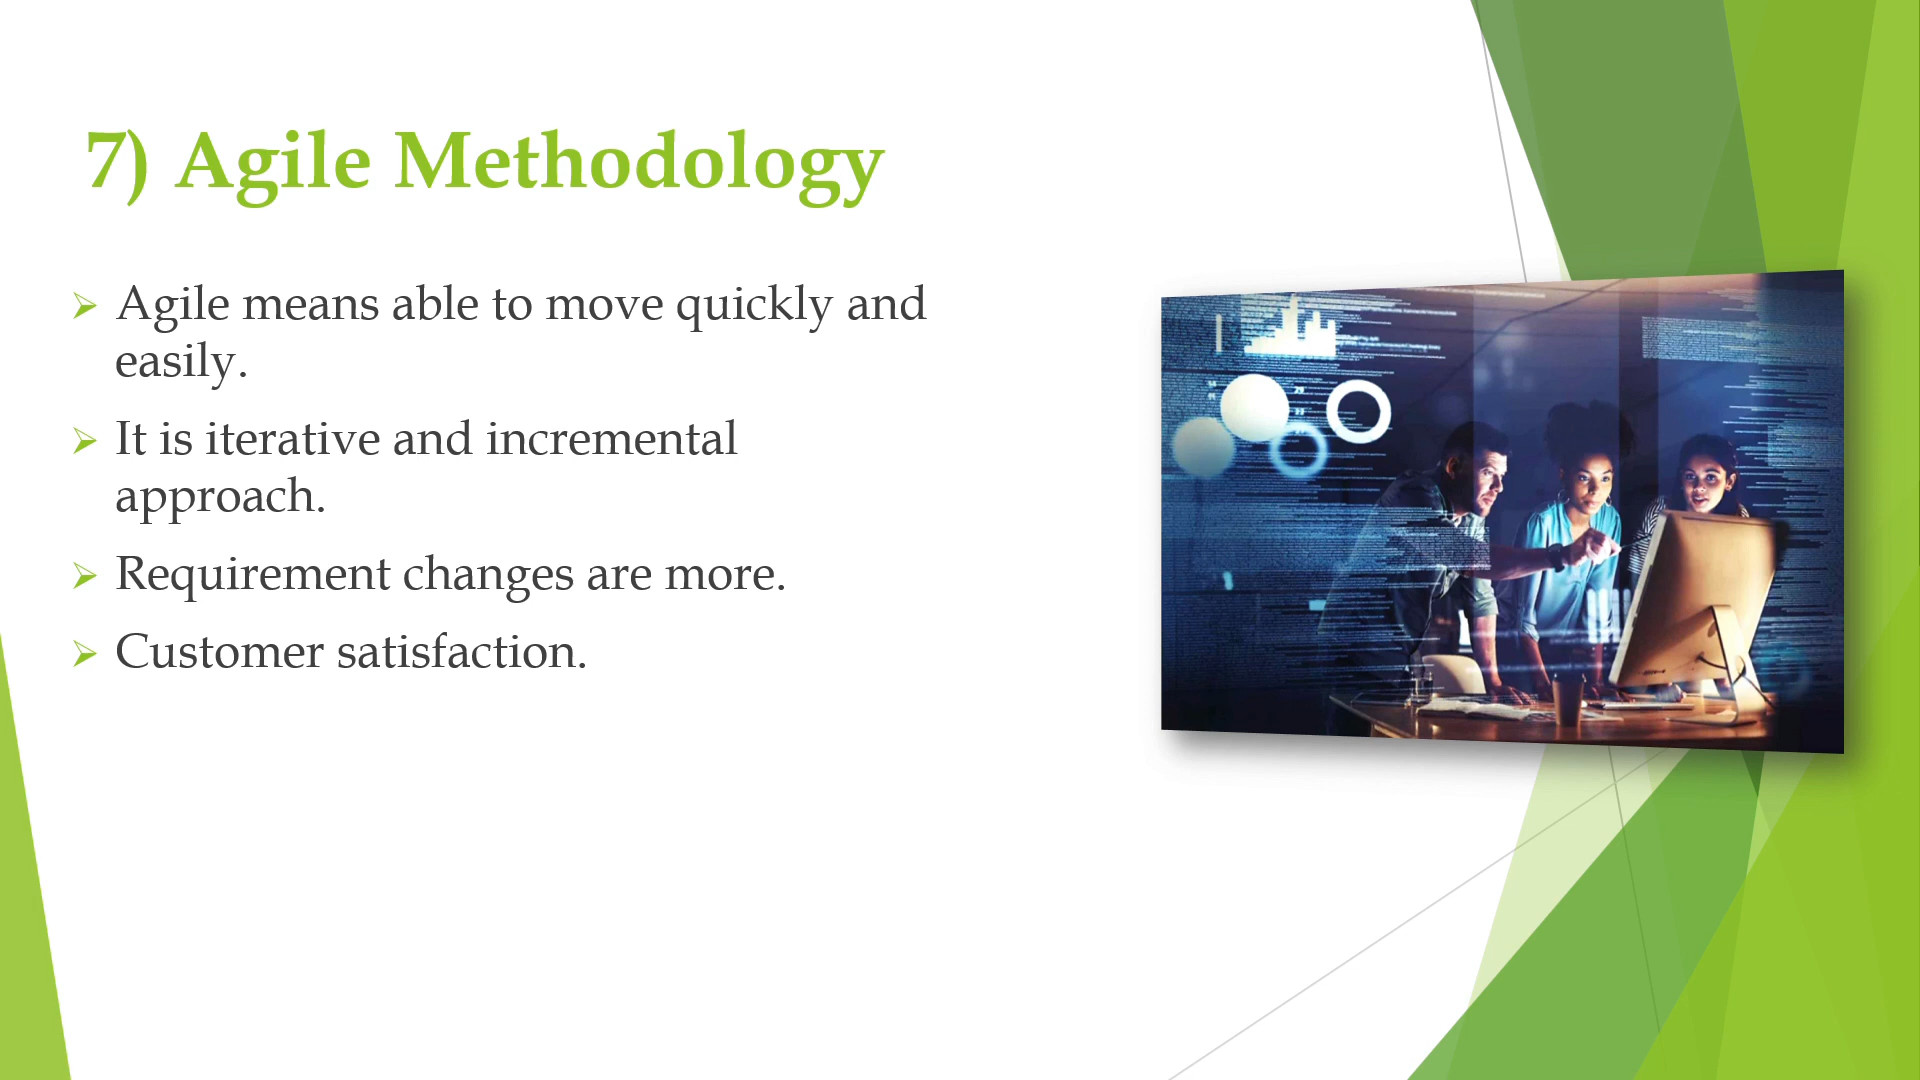 7) Agile Methodology
Agile means able to move quickly and
easily.
It is iterative and incremental
approach.
Requirement changes are more.
Customer satisfaction.